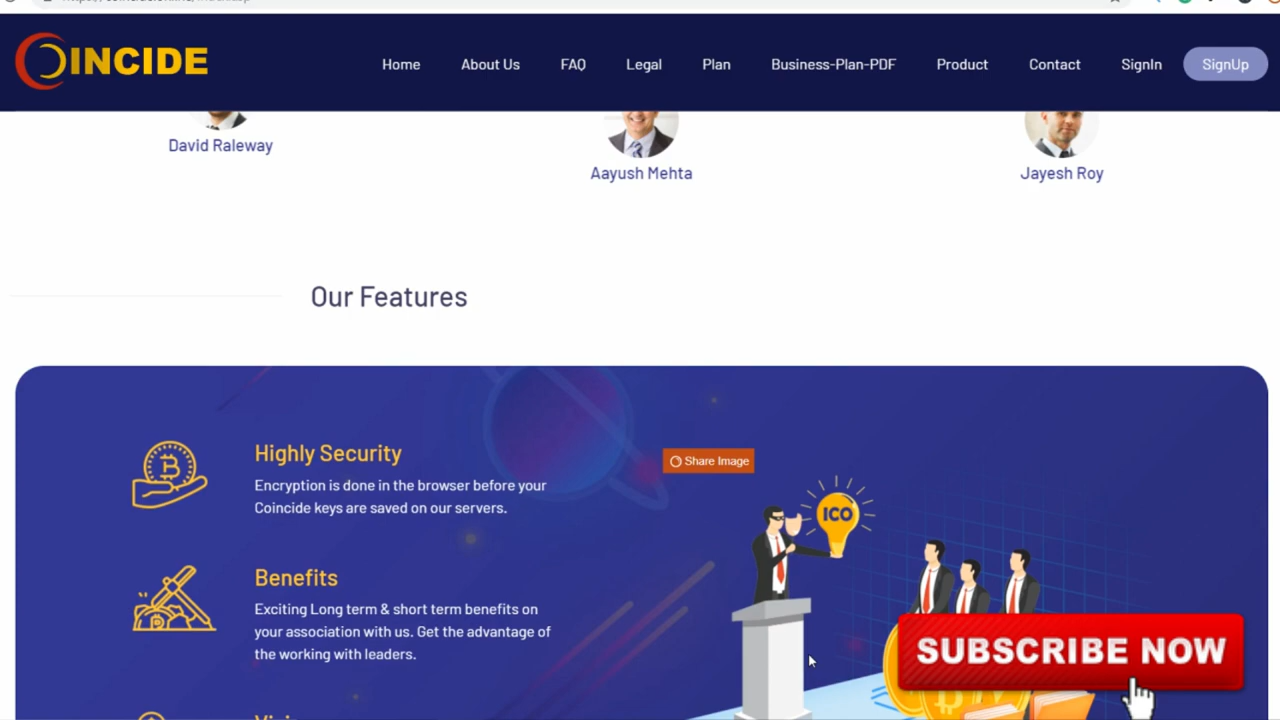 COINCIDE
Home
About Us
FAQ
Legal
Plan
Business-Plan-PDF
Product
Contact
SignIn
SignUp
David Raleway
Aayush Mehta
Jayesh Roy
Our Features
Highly Security
Encryption is done in the browser before your
Coincide keys are saved on our servers.
Share Image
ICO
Benefits
Exciting Long term & short term benefits on
your association with us. Get the advantage of
the working with leaders.
SUBSCRIBE NOW